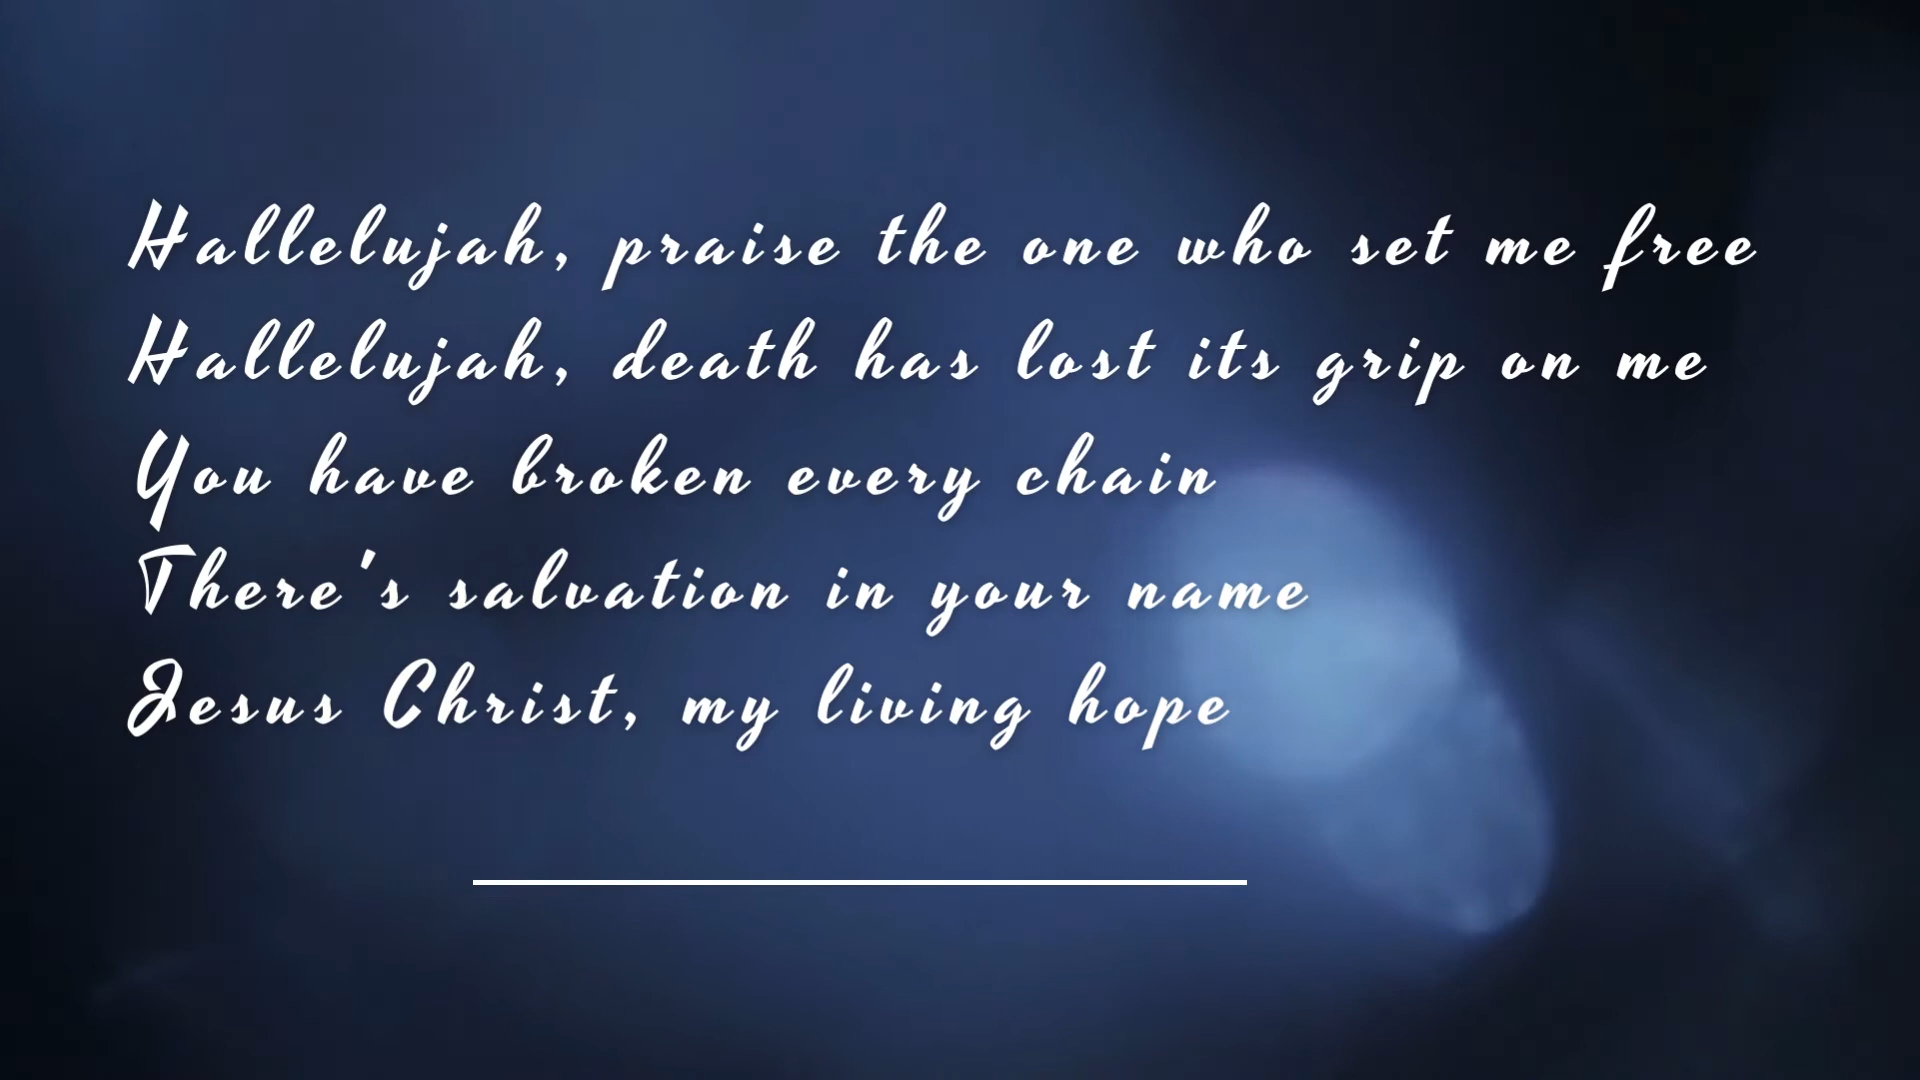 Hallelujah, praise the one who set me free
Hallelujah, death has lost its grip on me
You have broken every chain
There's salvation in your name
Jesus Christ, my living hope